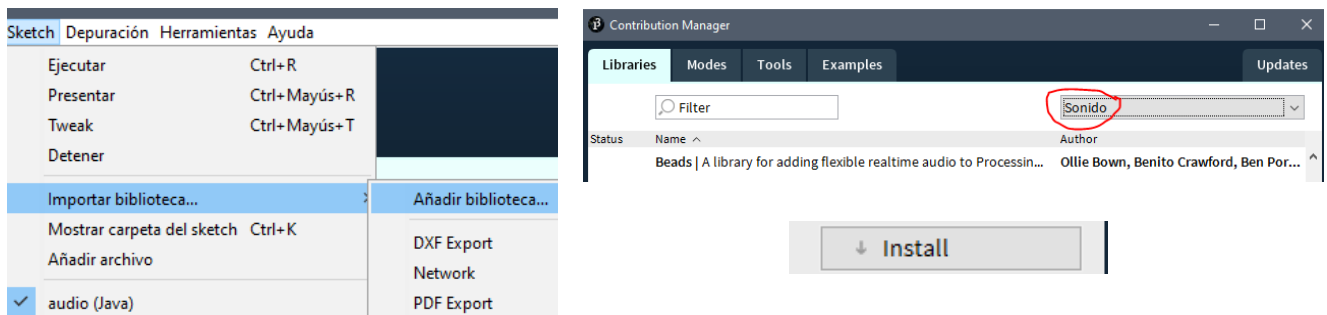 Sketch Depuración Herramientas Ayuda
Ejecutar Ctrl+R
Presentar Ctrl+Mayús+R
Tweak Ctrl+Mayús+T
Detener
Importar biblioteca...
Mostrar carpeta del sketch Ctrl+K
Añadir archivo
audio (Java)
Añadir biblioteca...
DXF Export
Network
PDF Export
Contribution Manager
Libraries Modes Tools Examples Updates
Filter Sonido
Status Name Author
Beads | A library for adding flexible realtime audio to Processin... Ollie Bown, Benito Crawford, Ben Por...
Install